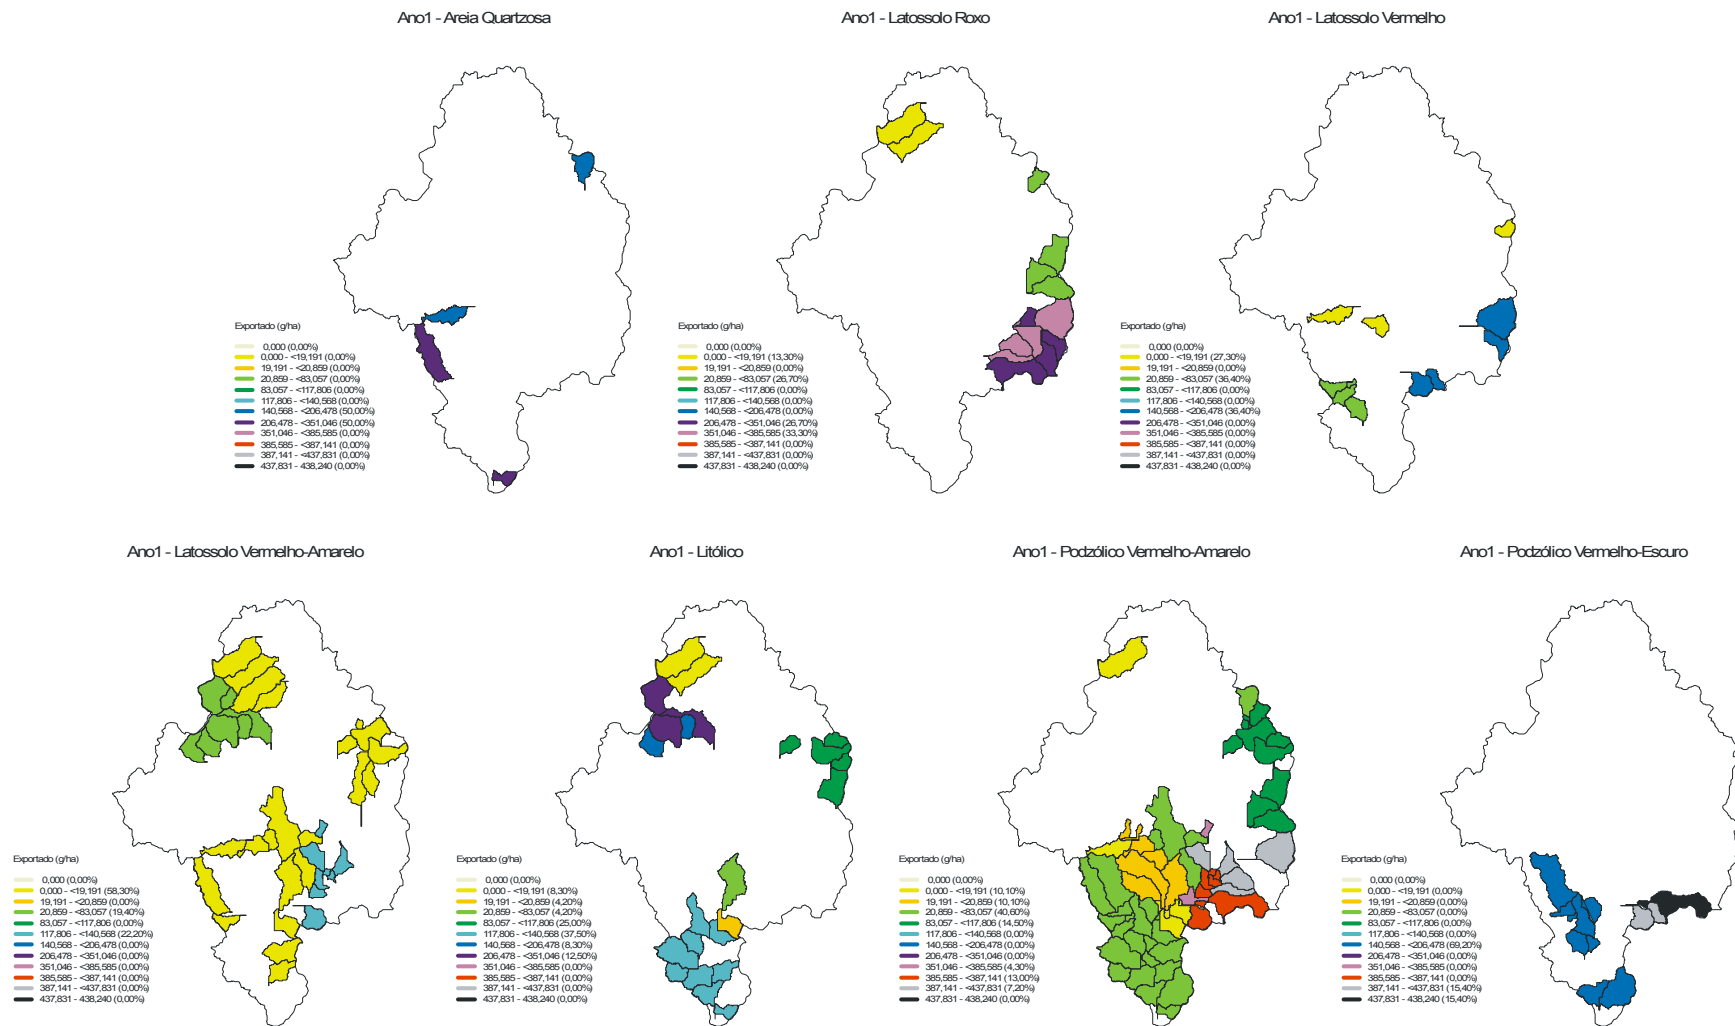 Ano1 - Areia Quartzosa
Exportado (g/ha)
0,000 (0,00%)
0,000 - <19,191 (0,00%)
19,191 - <20,859 (0,00%)
20,859 - <83,057 (0,00%)
83,057 - <117,806 (0,00%)
117,806 - <140,568 (0,00%)
140,568 - <206,478 (50,00%)
206,478 - <351,046 (50,00%)
351,046 - <385,585 (0,00%)
385,585 - <387,141 (0,00%)
387,141 - <437,831 (0,00%)
437,831 - 438,240 (0,00%)
Ano1 - Latossolo Roxo
Exportado (g/ha)
0,000 (0,00%)
0,000 - <19,191 (13,30%)
19,191 - <20,859 (0,00%)
20,859 - <83,057 (26,70%)
83,057 - <117,806 (0,00%)
117,806 - <140,568 (0,00%)
140,568 - <206,478 (0,00%)
206,478 - <351,046 (26,70%)
351,046 - <385,585 (33,30%)
385,585 - <387,141 (0,00%)
387,141 - <437,831 (0,00%)
437,831 - 438,240 (0,00%)
Ano1 - Latossolo Vermelho
Exportado (g/ha)
0,000 (0,00%)
0,000 - <19,191 (27,30%)
19,191 - <20,859 (0,00%)
20,859 - <83,057 (36,40%)
83,057 - <117,806 (0,00%)
117,806 - <140,568 (0,00%)
140,568 - <206,478 (36,40%)
206,478 - <351,046 (0,00%)
351,046 - <385,585 (0,00%)
385,585 - <387,141 (0,00%)
387,141 - <437,831 (0,00%)
437,831 - 438,240 (0,00%)
Ano1 - Latossolo Vermelho-Amarelo
Exportado (g/ha)
0,000 (0,00%)
0,000 - <19,191 (58,30%)
19,191 - <20,859 (0,00%)
20,859 - <83,057 (19,40%)
83,057 - <117,806 (0,00%)
117,806 - <140,568 (22,20%)
140,568 - <206,478 (0,00%)
206,478 - <351,046 (0,00%)
351,046 - <385,585 (0,00%)
385,585 - <387,141 (0,00%)
387,141 - <437,831 (0,00%)
437,831 - 438,240 (0,00%)
Ano1 - Litólico
Exportado (g/ha)
0,000 (0,00%)
0,000 - <19,191 (8,30%)
19,191 - <20,859 (4,20%)
20,859 - <83,057 (4,20%)
83,057 - <117,806 (25,00%)
117,806 - <140,568 (37,50%)
140,568 - <206,478 (8,30%)
206,478 - <351,046 (12,50%)
351,046 - <385,585 (0,00%)
385,585 - <387,141 (0,00%)
387,141 - <437,831 (0,00%)
437,831 - 438,240 (0,00%)
Ano1 - Podzólico Vermelho-Amarelo
Exportado (g/ha)
0,000 (0,00%)
0,000 - <19,191 (10,10%)
19,191 - <20,859 (10,10%)
20,859 - <83,057 (40,60%)
83,057 - <117,806 (14,50%)
117,806 - <140,568 (0,00%)
140,568 - <206,478 (0,00%)
206,478 - <351,046 (0,00%)
351,046 - <385,585 (4,30%)
385,585 - <387,141 (13,00%)
387,141 - <437,831 (7,20%)
437,831 - 438,240 (0,00%)
Ano1 - Podzólico Vermelho-Escuro
Exportado (g/ha)
0,000 (0,00%)
0,000 - <19,191 (0,00%)
19,191 - <20,859 (0,00%)
20,859 - <83,057 (0,00%)
83,057 - <117,806 (0,00%)
117,806 - <140,568 (0,00%)
140,568 - <206,478 (69,20%)
206,478 - <351,046 (0,00%)
351,046 - <385,585 (0,00%)
385,585 - <387,141 (0,00%)
387,141 - <437,831 (15,40%)
437,831 - 438,240 (15,40%)